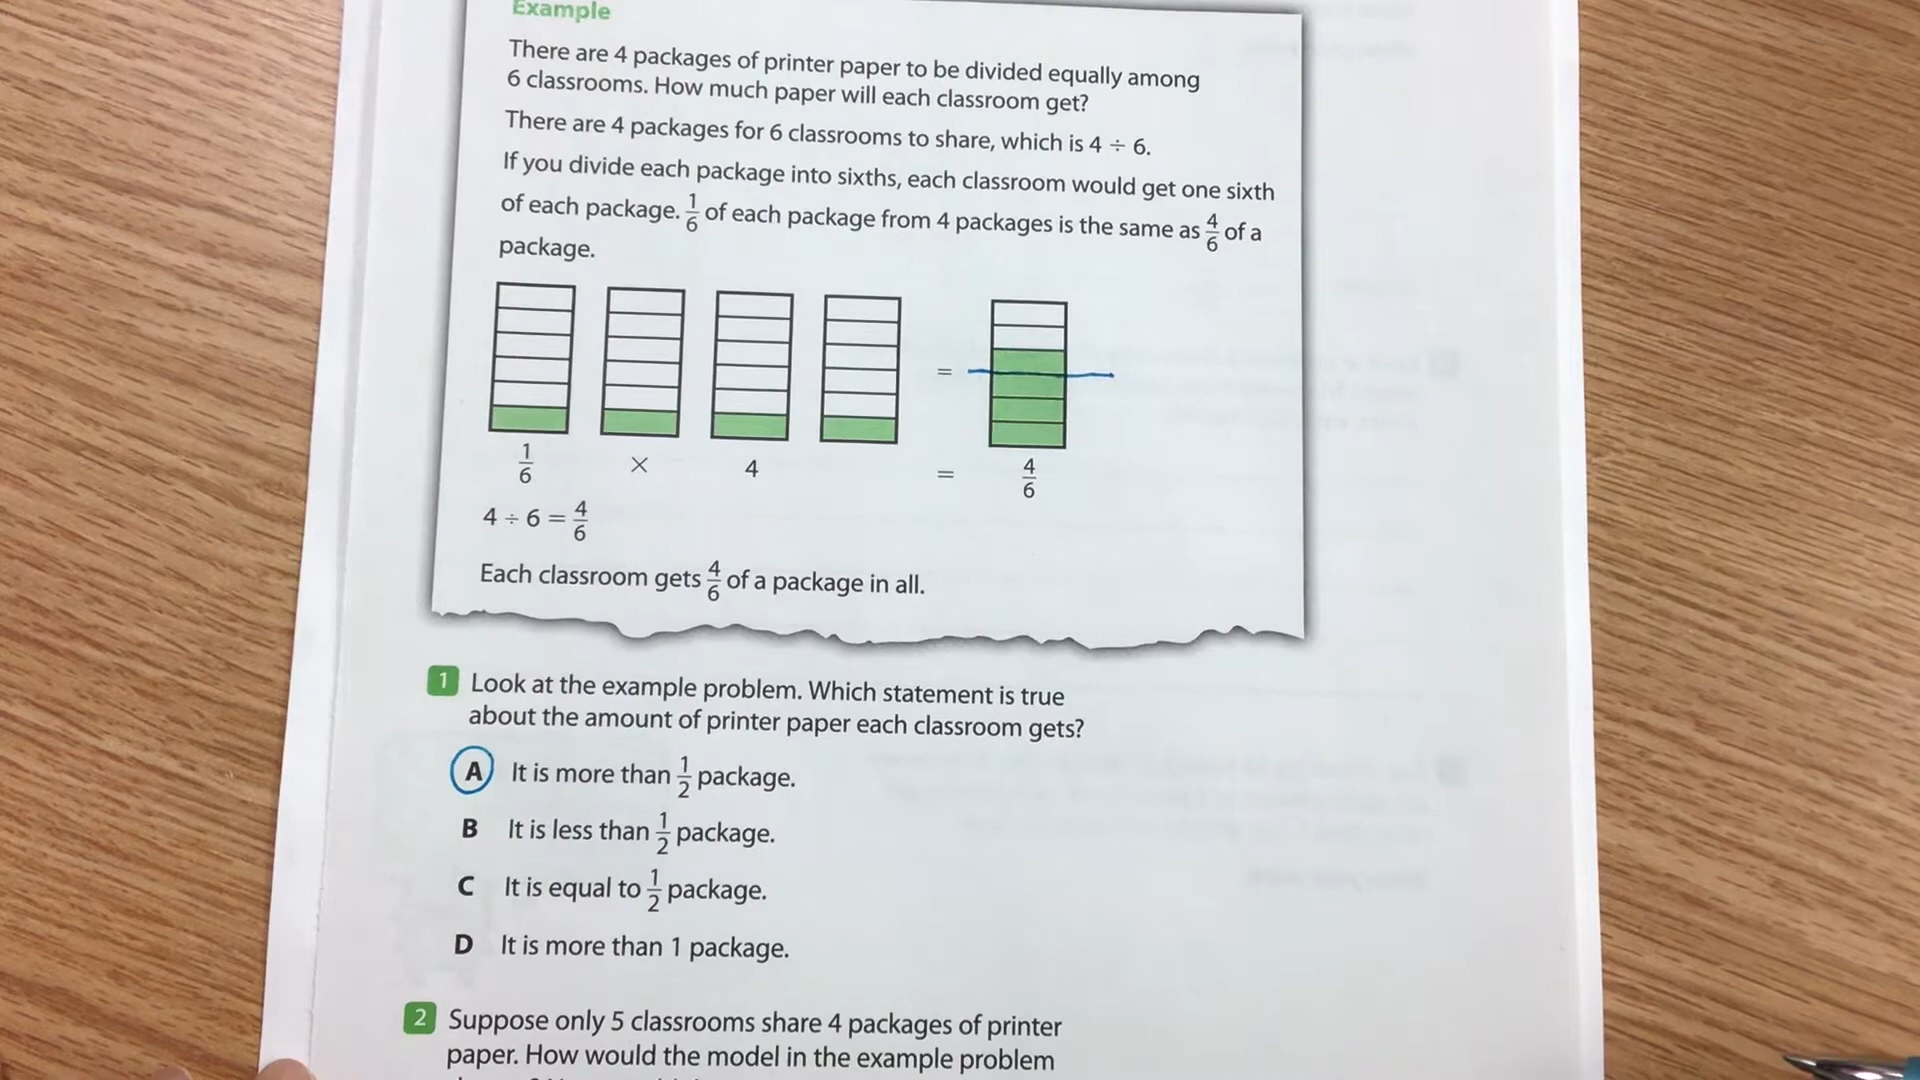 Example
There are 4 packages of printer paper to be divided equally among
6 classrooms. How much paper will each classroom get?
There are 4 packages for 6 classrooms to share, which is 4 ÷ 6.
If you divide each package into sixths, each classroom would get one sixth
of each package. 1/6 of each package from 4 packages is the same as 4/6 of a
package.
=
1/6 × 4 = 4/6
4 ÷ 6 = 4/6
Each classroom gets 4/6 of a package in all.
1 Look at the example problem. Which statement is true
about the amount of printer paper each classroom gets?
A It is more than 1/2 package.
B It is less than 1/2 package.
C It is equal to 1/2 package.
D It is more than 1 package.
2 Suppose only 5 classrooms share 4 packages of printer
paper. How would the model in the example problem